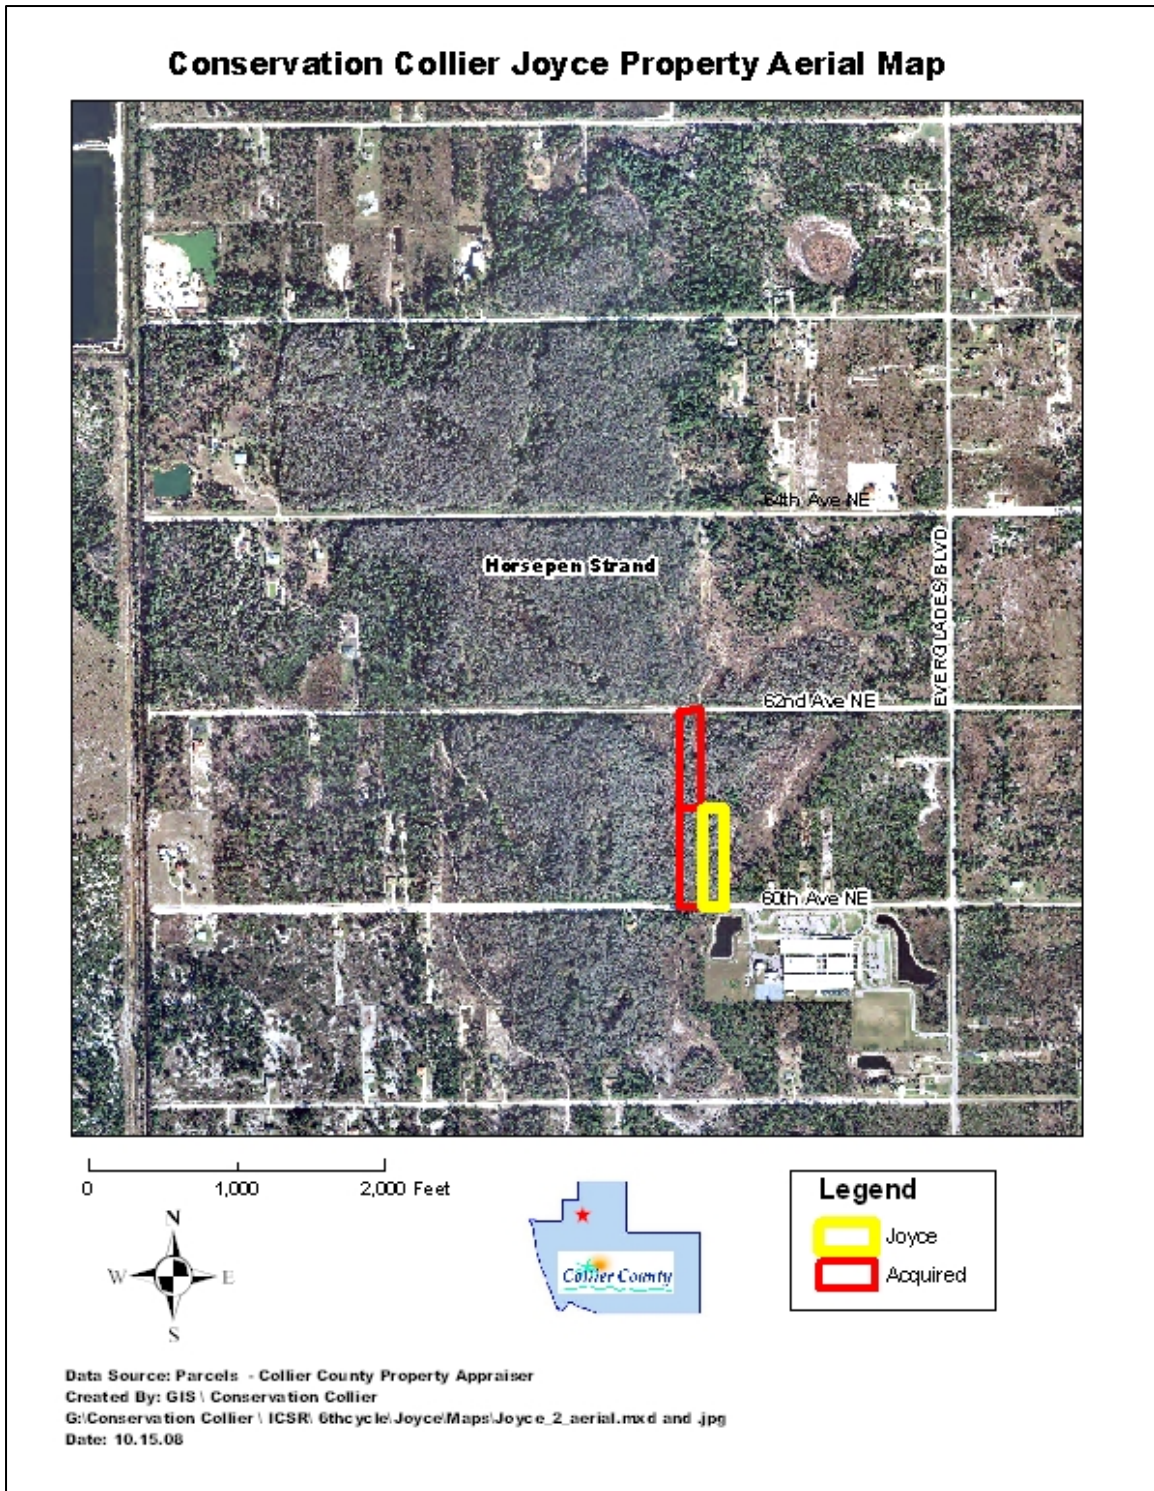 Conservation Collier Joyce Property Aerial Map
64th Ave NE
Horsepen Strand
EVERGLADES BLVD
62nd Ave NE
60th Ave NE
0 1,000 2,000 Feet
N
W E
S
Collier County
Legend
Joyce
Acquired
Data Source: Parcels - Collier County Property Appraiser
Created By: GIS \ Conservation Collier
G:\Conservation Collier \ ICSR\ 6thcycle\Joyce\Maps\Joyce_2_aerial.mxd and .jpg
Date: 10.15.08